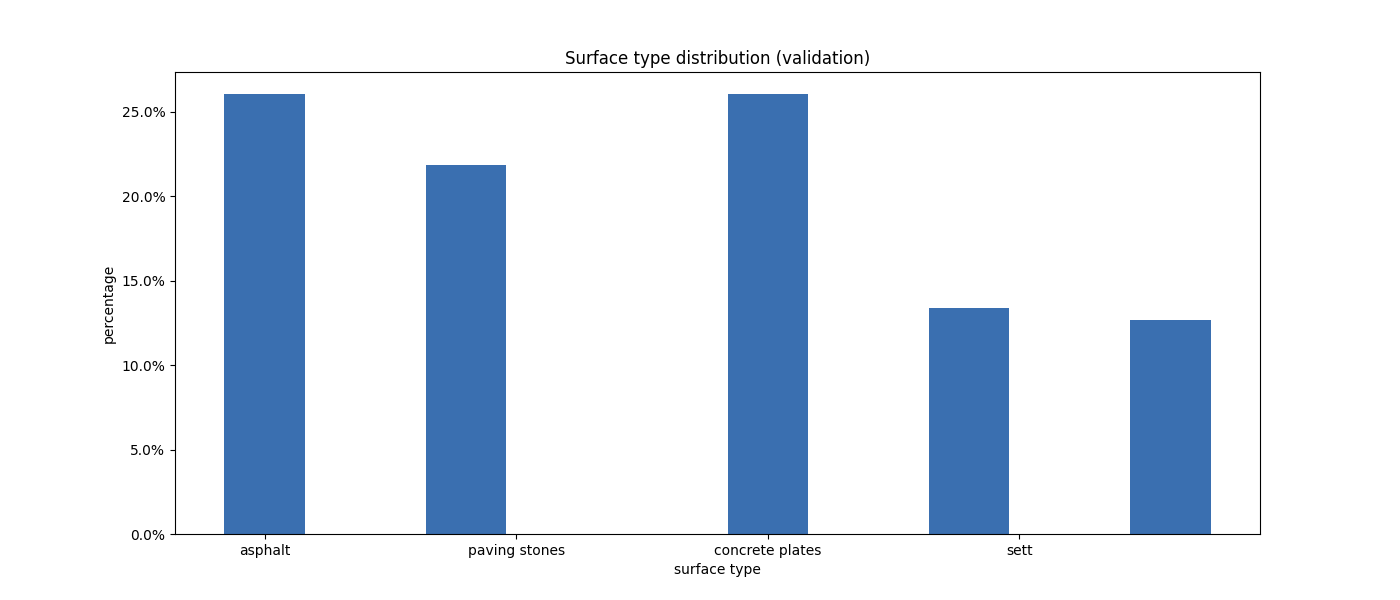 Surface type distribution (validation)
25.0%
20.0%
15.0%
10.0%
5.0%
0.0%
percentage
asphalt paving stones concrete plates sett
surface type